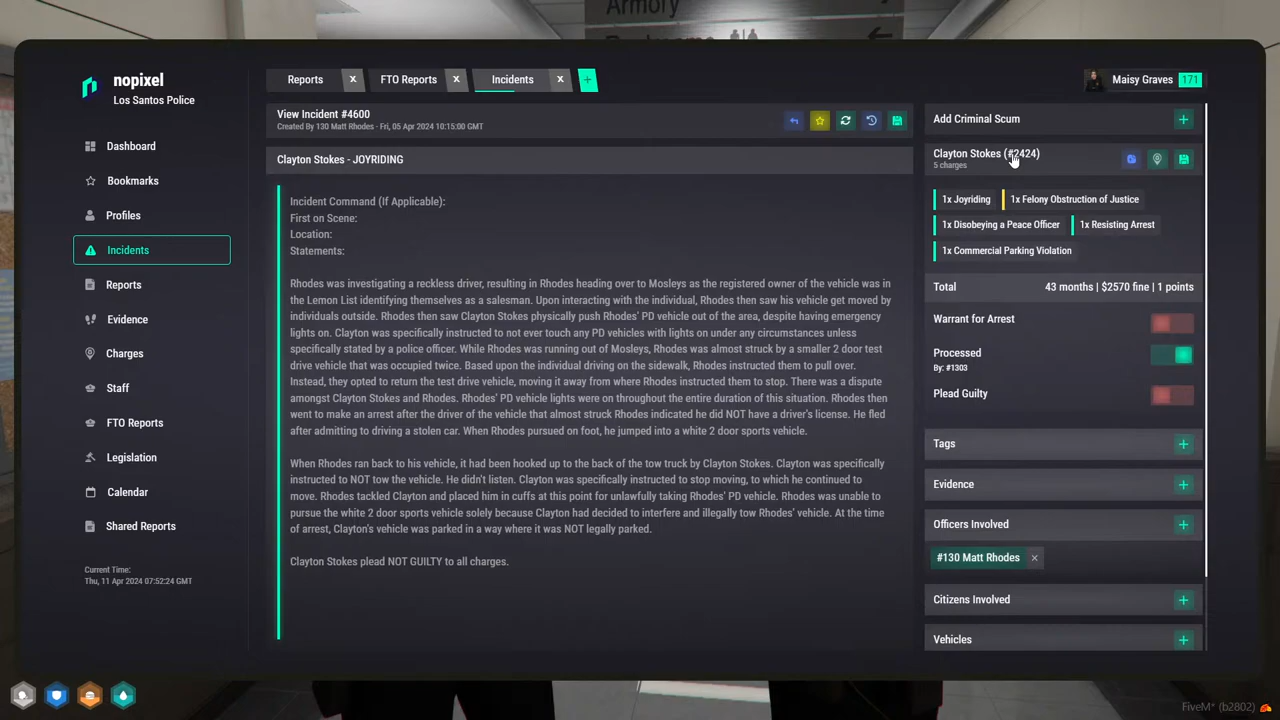 Armory
nopixel
Los Santos Police
Reports x
FTO Reports x
Incidents x
+
Maisy Graves 171
Dashboard
Bookmarks
Profiles
Incidents
Reports
Evidence
Charges
Staff
FTO Reports
Legislation
Calendar
Shared Reports
Current Time:
Thu, 11 Apr 2024 07:52:24 GMT
View Incident #4600
Created By 130 Matt Rhodes - Fri, 05 Apr 2024 10:15:00 GMT
Clayton Stokes - JOYRIDING
Incident Command (If Applicable):
First on Scene:
Location:
Statements:
Rhodes was investigating a reckless driver, resulting in Rhodes heading over to Mosleys as the registered owner of the vehicle was in
the Lemon List identifying themselves as a salesman. Upon interacting with the individual, Rhodes then saw his vehicle get moved by
individuals outside. Rhodes then saw Clayton Stokes physically push Rhodes' PD vehicle out of the area, despite having emergency
lights on. Clayton was specifically instructed to not ever touch any PD vehicles with lights on under any circumstances unless
specifically stated by a police officer. While Rhodes was running out of Mosleys, Rhodes was almost struck by a smaller 2 door test
drive vehicle that was occupied twice. Based upon the individual driving on the sidewalk, Rhodes instructed them to pull over.
Instead, they opted to return the test drive vehicle, moving it away from where Rhodes instructed them to stop. There was a dispute
amongst Clayton Stokes and Rhodes. Rhodes' PD vehicle lights were on throughout the entire duration of this situation. Rhodes then
went to make an arrest after the driver of the vehicle that almost struck Rhodes indicated he did NOT have a driver's license. He fled
after admitting to driving a stolen car. When Rhodes pursued on foot, he jumped into a white 2 door sports vehicle.
When Rhodes ran back to his vehicle, it had been hooked up to the back of the tow truck by Clayton Stokes. Clayton was specifically
instructed to NOT tow the vehicle. He didn't listen. Clayton was specifically instructed to stop moving, to which he continued to
move. Rhodes tackled Clayton and placed him in cuffs at this point for unlawfully taking Rhodes' PD vehicle. Rhodes was unable to
pursue the white 2 door sports vehicle solely because Clayton had decided to interfere and illegally tow Rhodes' vehicle. At the time
of arrest, Clayton's vehicle was parked in a way where it was NOT legally parked.
Clayton Stokes plead NOT GUILTY to all charges.
Add Criminal Scum +
Clayton Stokes (#2424)
5 charges
1x Joyriding
1x Felony Obstruction of Justice
1x Disobeying a Peace Officer
1x Resisting Arrest
1x Commercial Parking Violation
Total 43 months | $2570 fine | 1 points
Warrant for Arrest
Processed
By: #1303
Plead Guilty
Tags +
Evidence +
Officers Involved +
#130 Matt Rhodes ×
Citizens Involved +
Vehicles +
FiveM* (b2802)